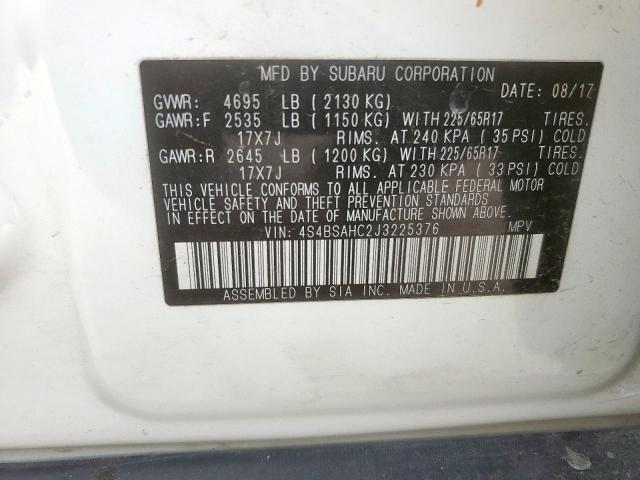 MFD BY SUBARU CORPORATION
DATE: 08/17
GVWR: 4695 LB ( 2130 KG)
GAWR:F 2535 LB ( 1150 KG) WITH 225/65R17 TIRES.
17X7J RIMS. AT 240 KPA ( 35 PSI) COLD
GAWR:R 2645 LB ( 1200 KG) WITH 225/65R17 TIRES.
17X7J RIMS. AT 230 KPA ( 33 PSI) COLD
THIS VEHICLE CONFORMS TO ALL APPLICABLE FEDERAL MOTOR
VEHICLE SAFETY AND THEFT PREVENTION STANDARDS
IN EFFECT ON THE DATE OF MANUFACTURE SHOWN ABOVE.
VIN: 4S4BSAHC2J3225376 MPV
ASSEMBLED BY SIA INC. MADE IN U.S.A.